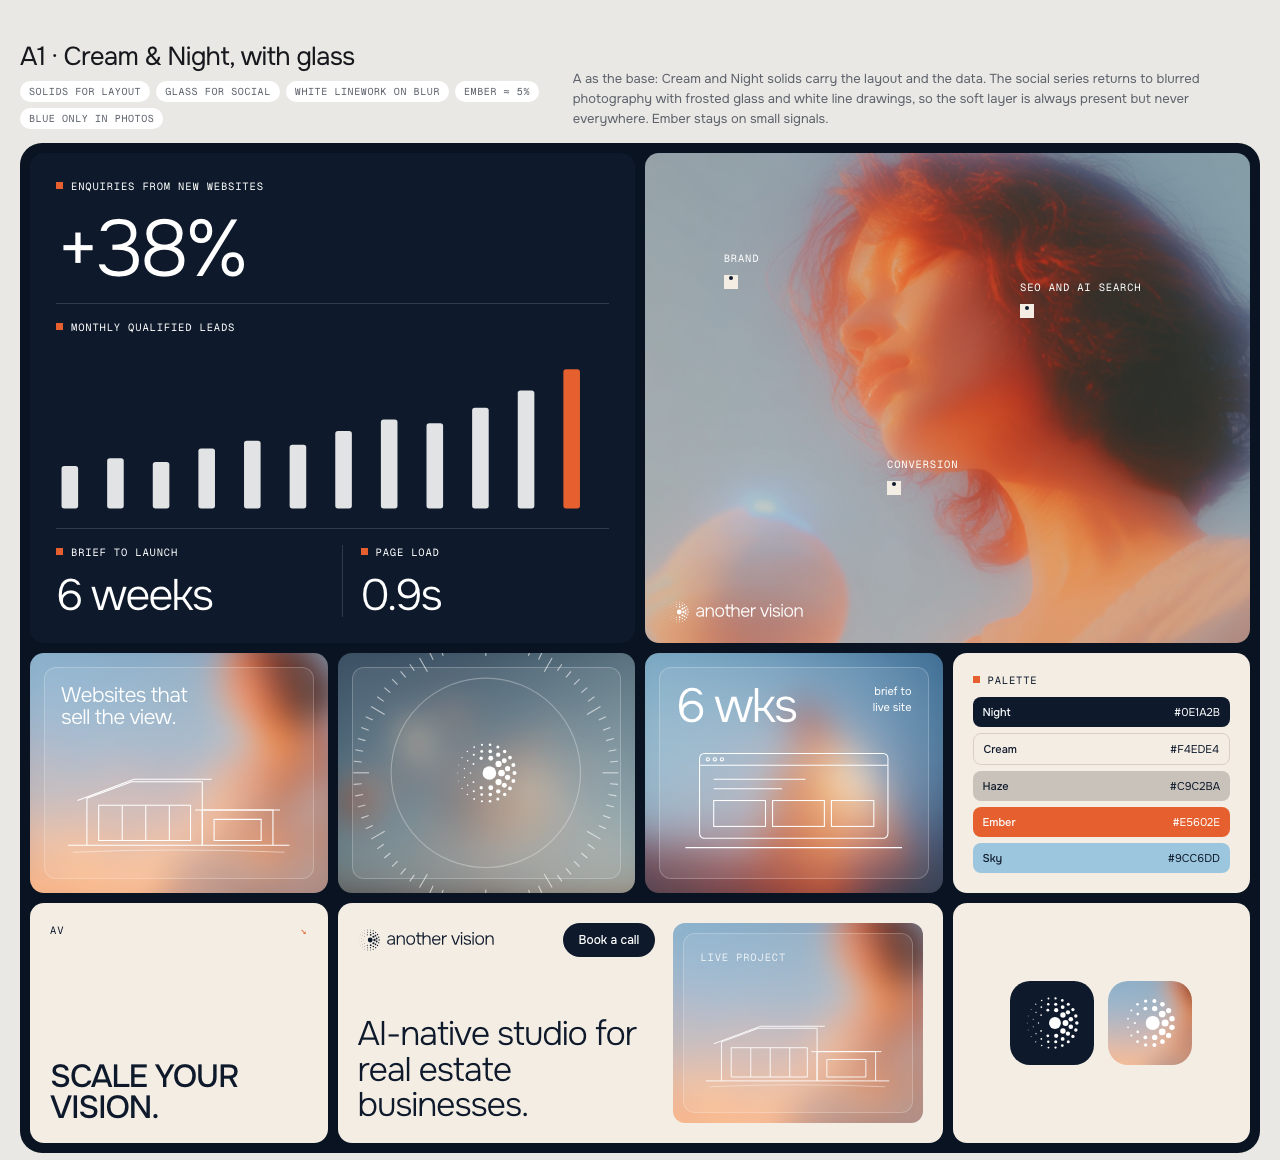 A1 · Cream & Night, with glass
SOLIDS FOR LAYOUT
GLASS FOR SOCIAL
WHITE LINEWORK ON BLUR
EMBER ≈ 5%
BLUE ONLY IN PHOTOS
A as the base: Cream and Night solids carry the layout and the data. The social series returns to blurred
photography with frosted glass and white line drawings, so the soft layer is always present but never
everywhere. Ember stays on small signals.
ENQUIRIES FROM NEW WEBSITES
+38%
MONTHLY QUALIFIED LEADS
BRIEF TO LAUNCH
6 weeks
PAGE LOAD
0.9s
BRAND
SEO AND AI SEARCH
CONVERSION
another vision
Websites that
sell the view.
6 wks
brief to
live site
PALETTE
Night #0E1A2B
Cream #F4EDE4
Haze #C9C2BA
Ember #E5602E
Sky #9CC6DD
AV
↘
SCALE YOUR
VISION.
another vision
Book a call
AI-native studio for
real estate
businesses.
LIVE PROJECT